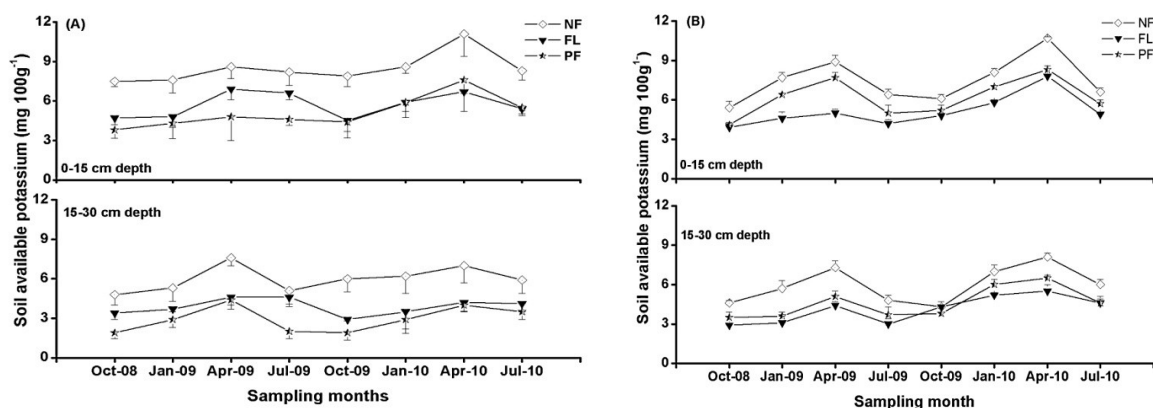 (A)
NF
FL
PF
12
9
6
3
0
0-15 cm depth
12
9
6
3
0
15-30 cm depth
Soil available potassium (mg 100g⁻¹)
Oct-08 Jan-09 Apr-09 Jul-09 Oct-09 Jan-10 Apr-10 Jul-10
Sampling months
(B)
NF
FL
PF
12
9
6
3
0
0-15 cm depth
12
9
6
3
0
15-30 cm depth
Soil available potassium (mg 100g⁻¹)
Oct-08 Jan-09 Apr-09 Jul-09 Oct-09 Jan-10 Apr-10 Jul-10
Sampling month